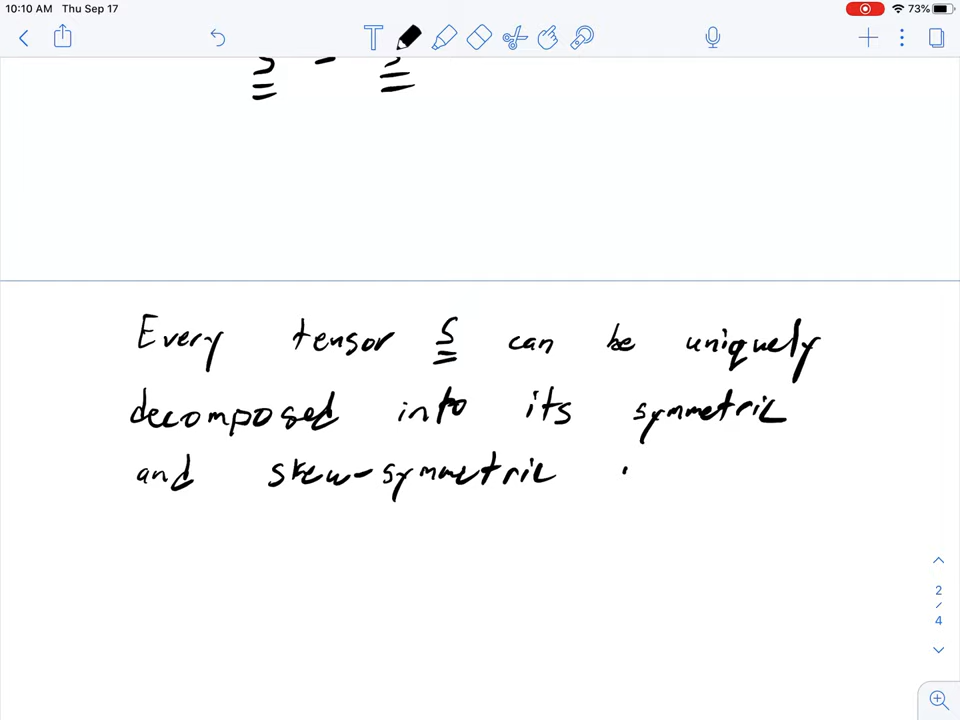 10:10 AM Thu Sep 17
73%
T
S
Every tensor S can be uniquely
decomposed into its symmetric
and skew-symmetric
2
/
4